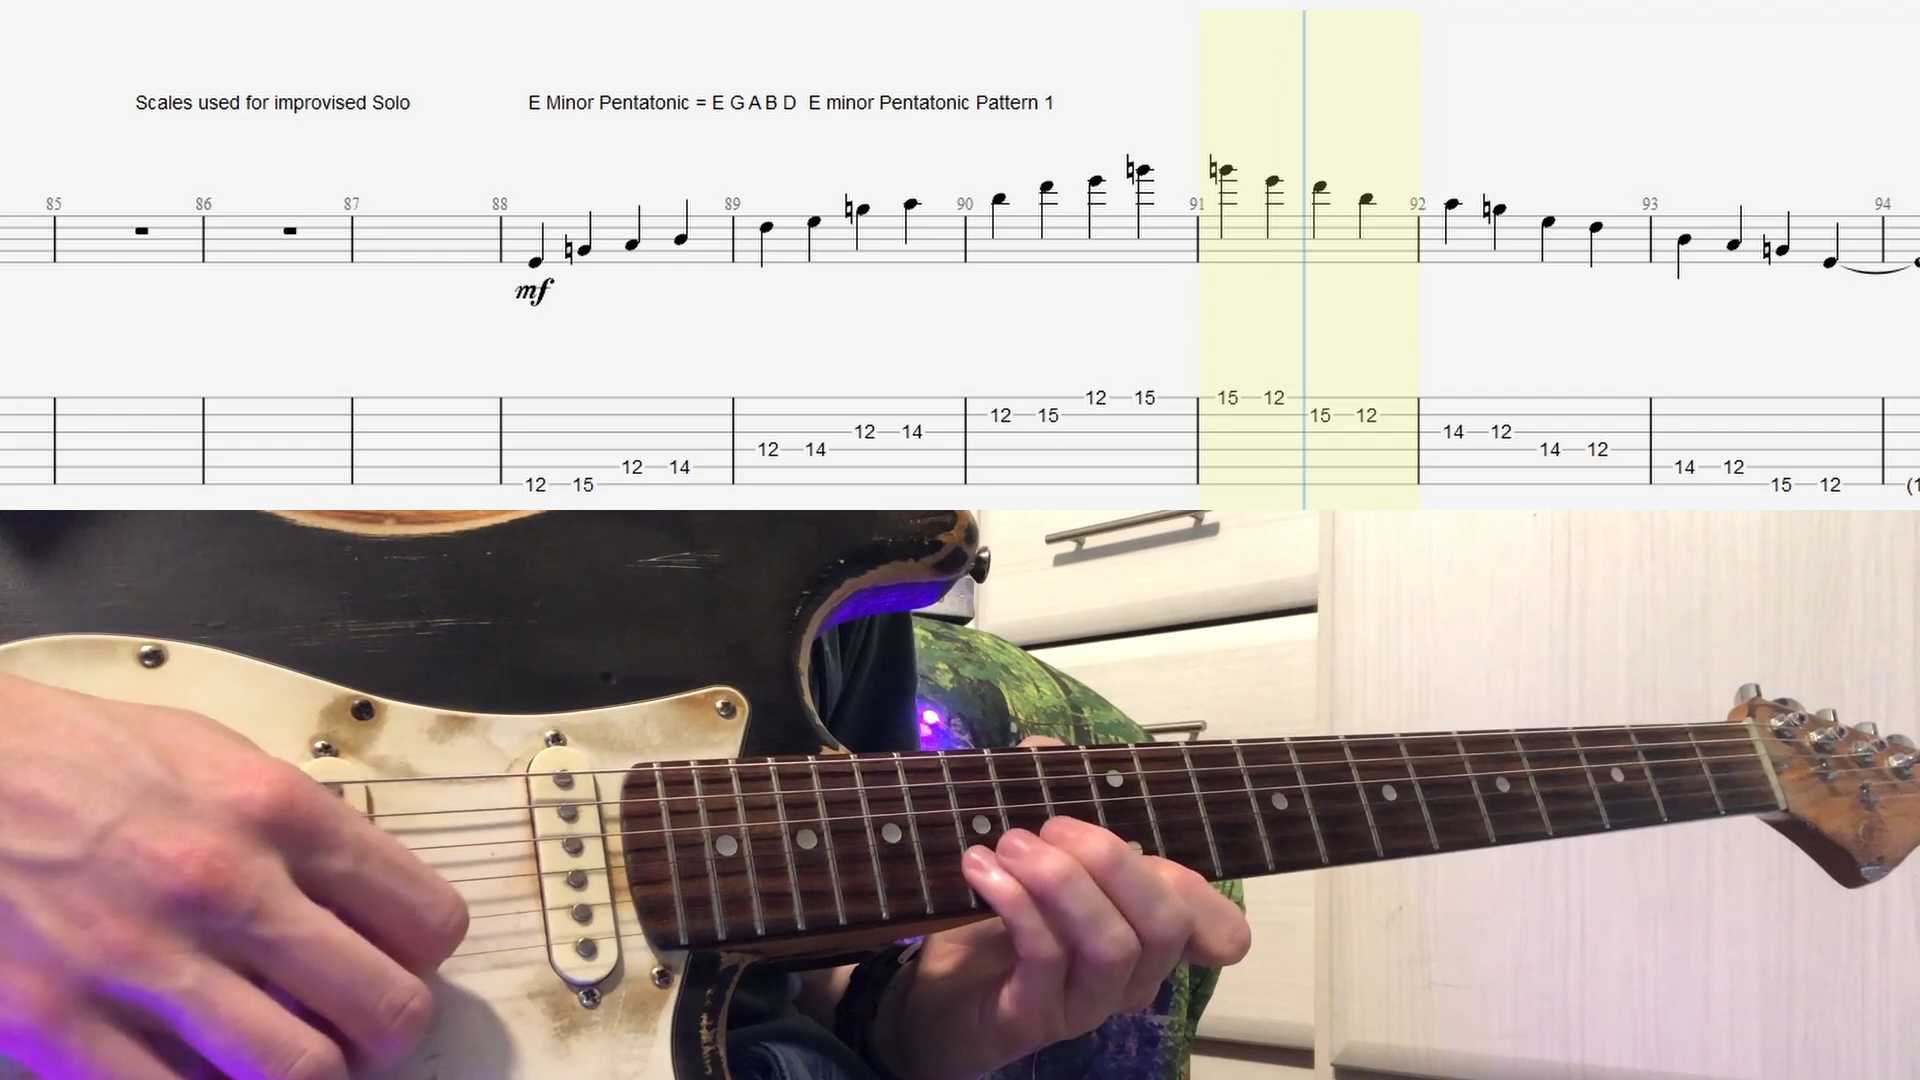 Scales used for improvised Solo E Minor Pentatonic = E G A B D E minor Pentatonic Pattern 1
85 86 87 88 89 90 91 92 93 94
mf
12 15 15 12
12 15 15 12
12 14 14 12
12 14 14 12
12 14 14 12
12 15 15 12 (1